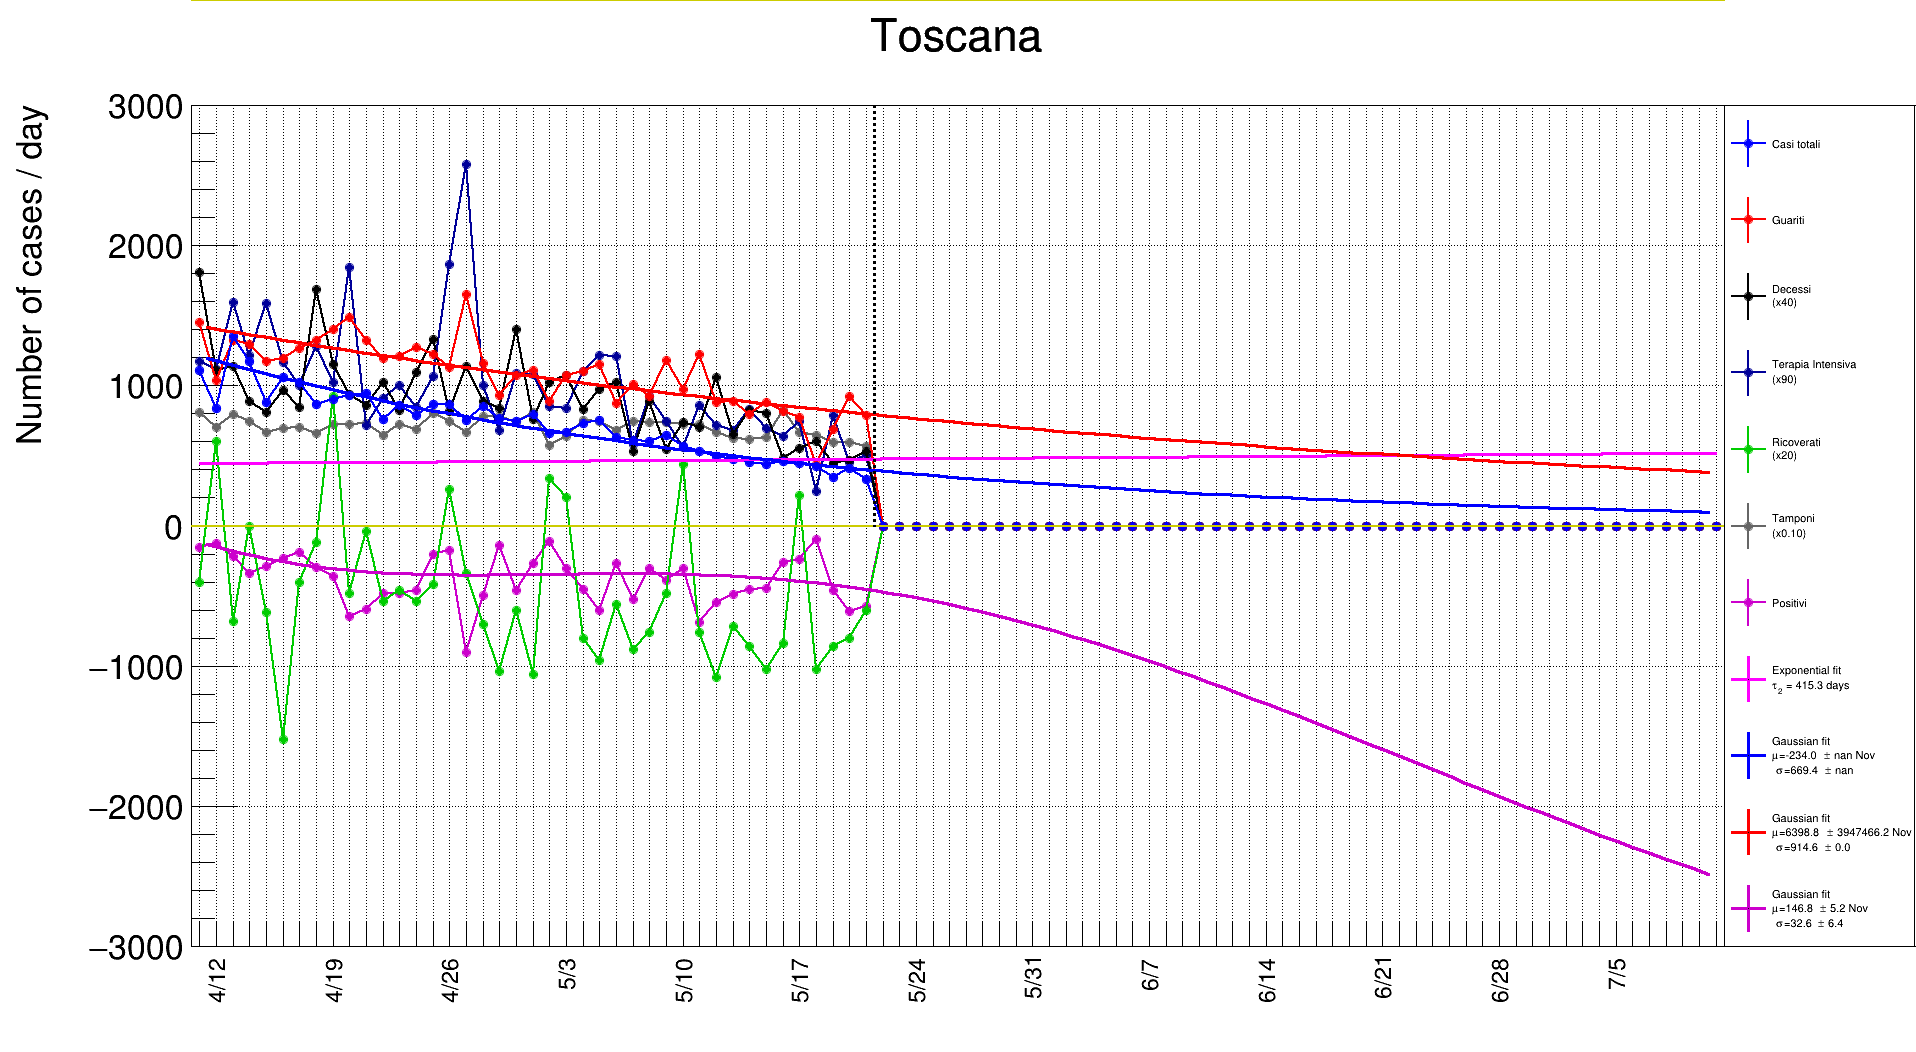 Toscana
Number of cases / day
3000
2000
1000
0
−1000
−2000
−3000
4/12
4/19
4/26
5/3
5/10
5/17
5/24
5/31
6/7
6/14
6/21
6/28
7/5
Casi totali
Guariti
Decessi
(x40)
Terapia Intensiva
(x90)
Ricoverati
(x20)
Tamponi
(x0.10)
Positivi
Exponential fit
τ2 = 415.3 days
Gaussian fit
μ=-234.0 ± nan Nov
σ=669.4 ± nan
Gaussian fit
μ=6398.8 ± 3947466.2 Nov
σ=914.6 ± 0.0
Gaussian fit
μ=146.8 ± 5.2 Nov
σ=32.6 ± 6.4